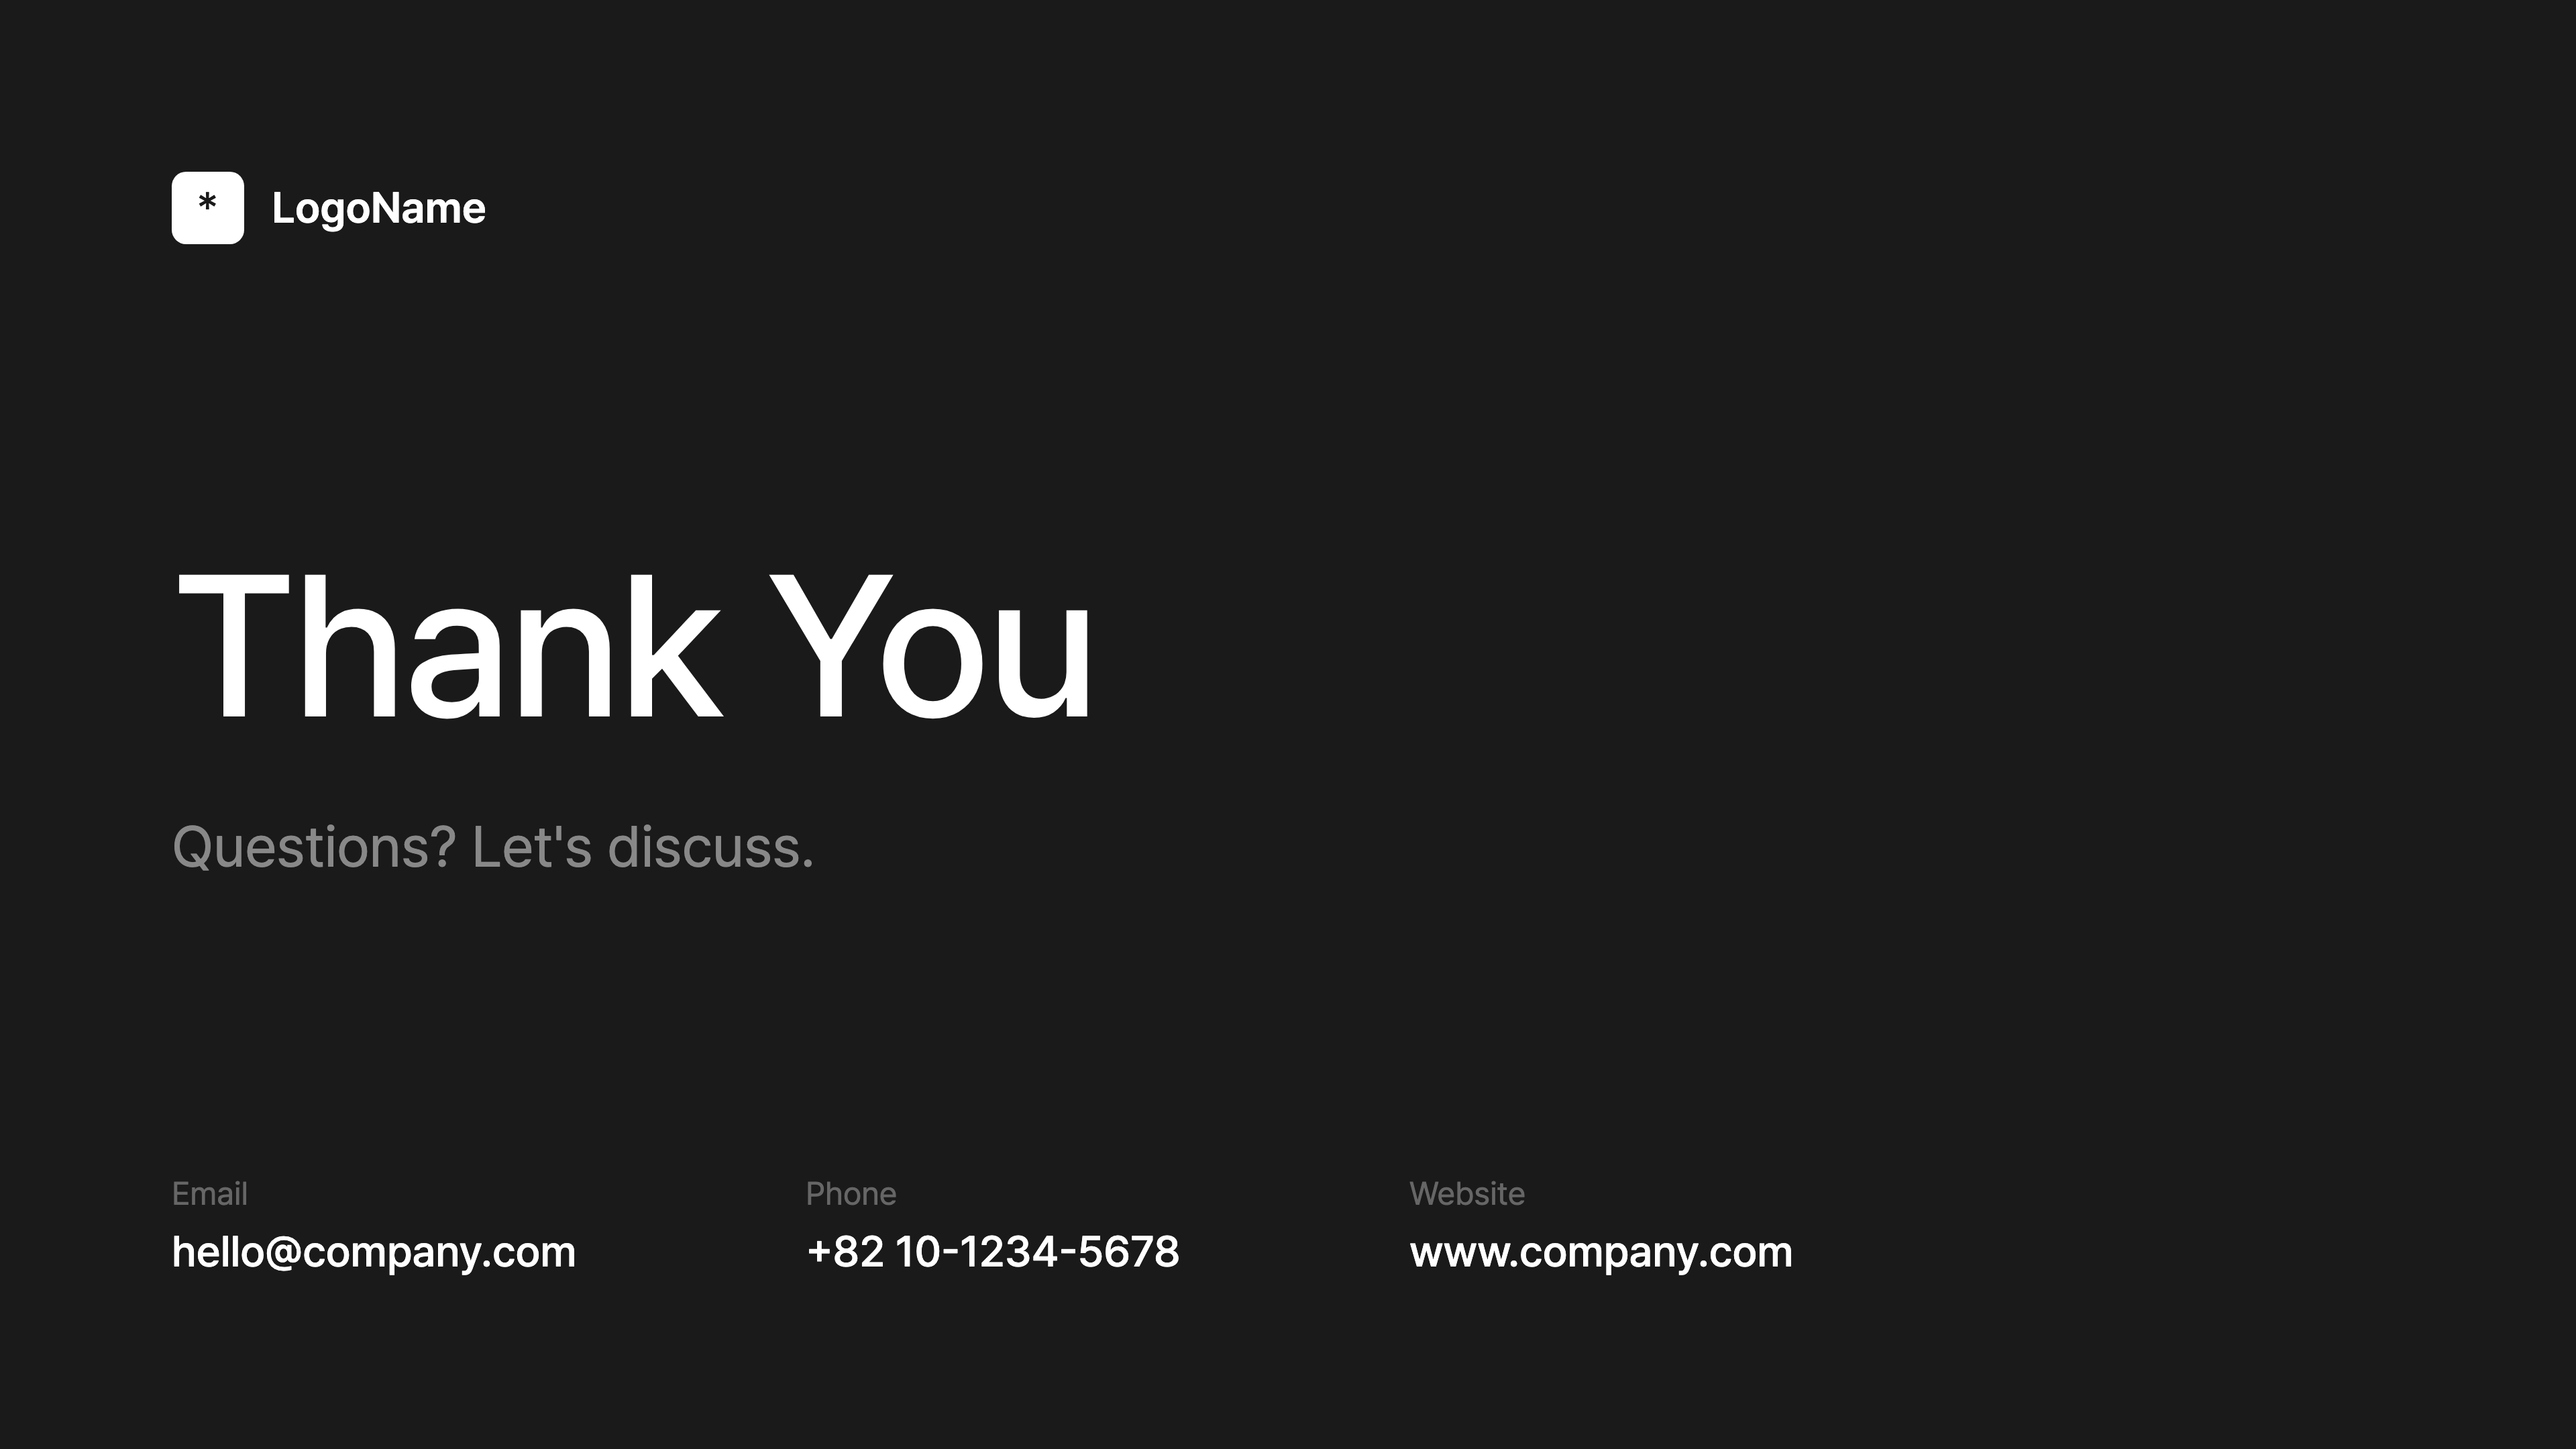 * LogoName
Thank You
Questions? Let's discuss.
Email
hello@company.com
Phone
+82 10-1234-5678
Website
www.company.com